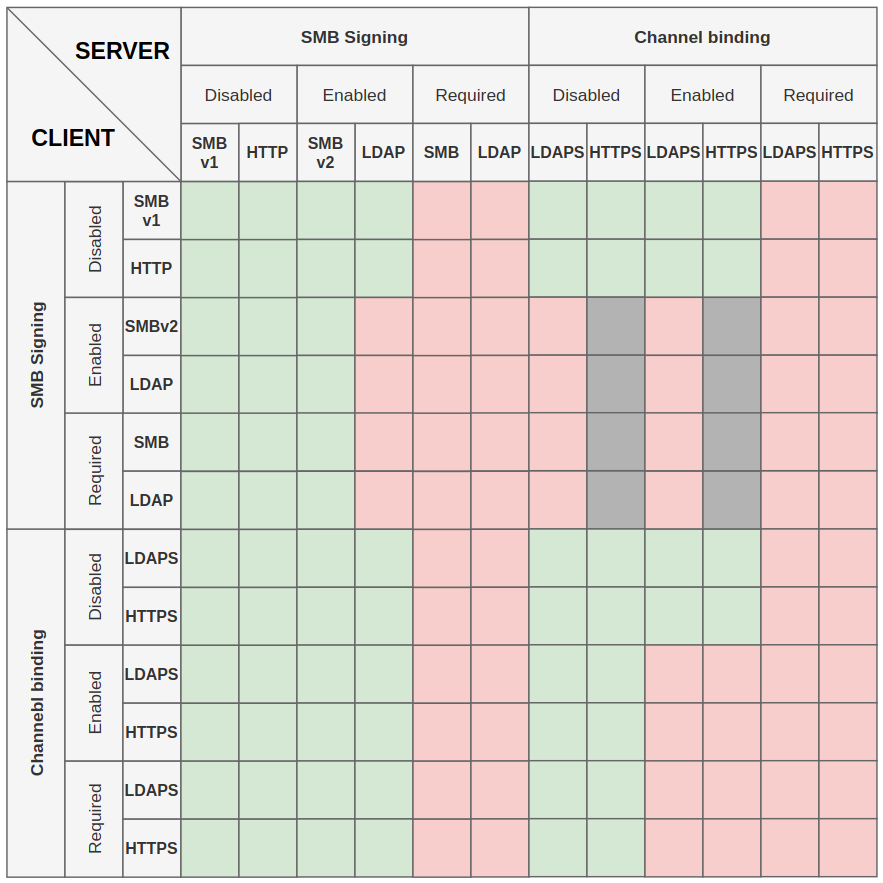 SERVER
CLIENT
SMB Signing
Channel binding
Disabled
Enabled
Required
Disabled
Enabled
Required
SMB
v1
HTTP
SMB
v2
LDAP
SMB
LDAP
LDAPS
HTTPS
LDAPS
HTTPS
LDAPS
HTTPS
SMB Signing
Disabled
SMB
v1
HTTP
Enabled
SMBv2
LDAP
Required
SMB
LDAP
Channebl binding
Disabled
LDAPS
HTTPS
Enabled
LDAPS
HTTPS
Required
LDAPS
HTTPS